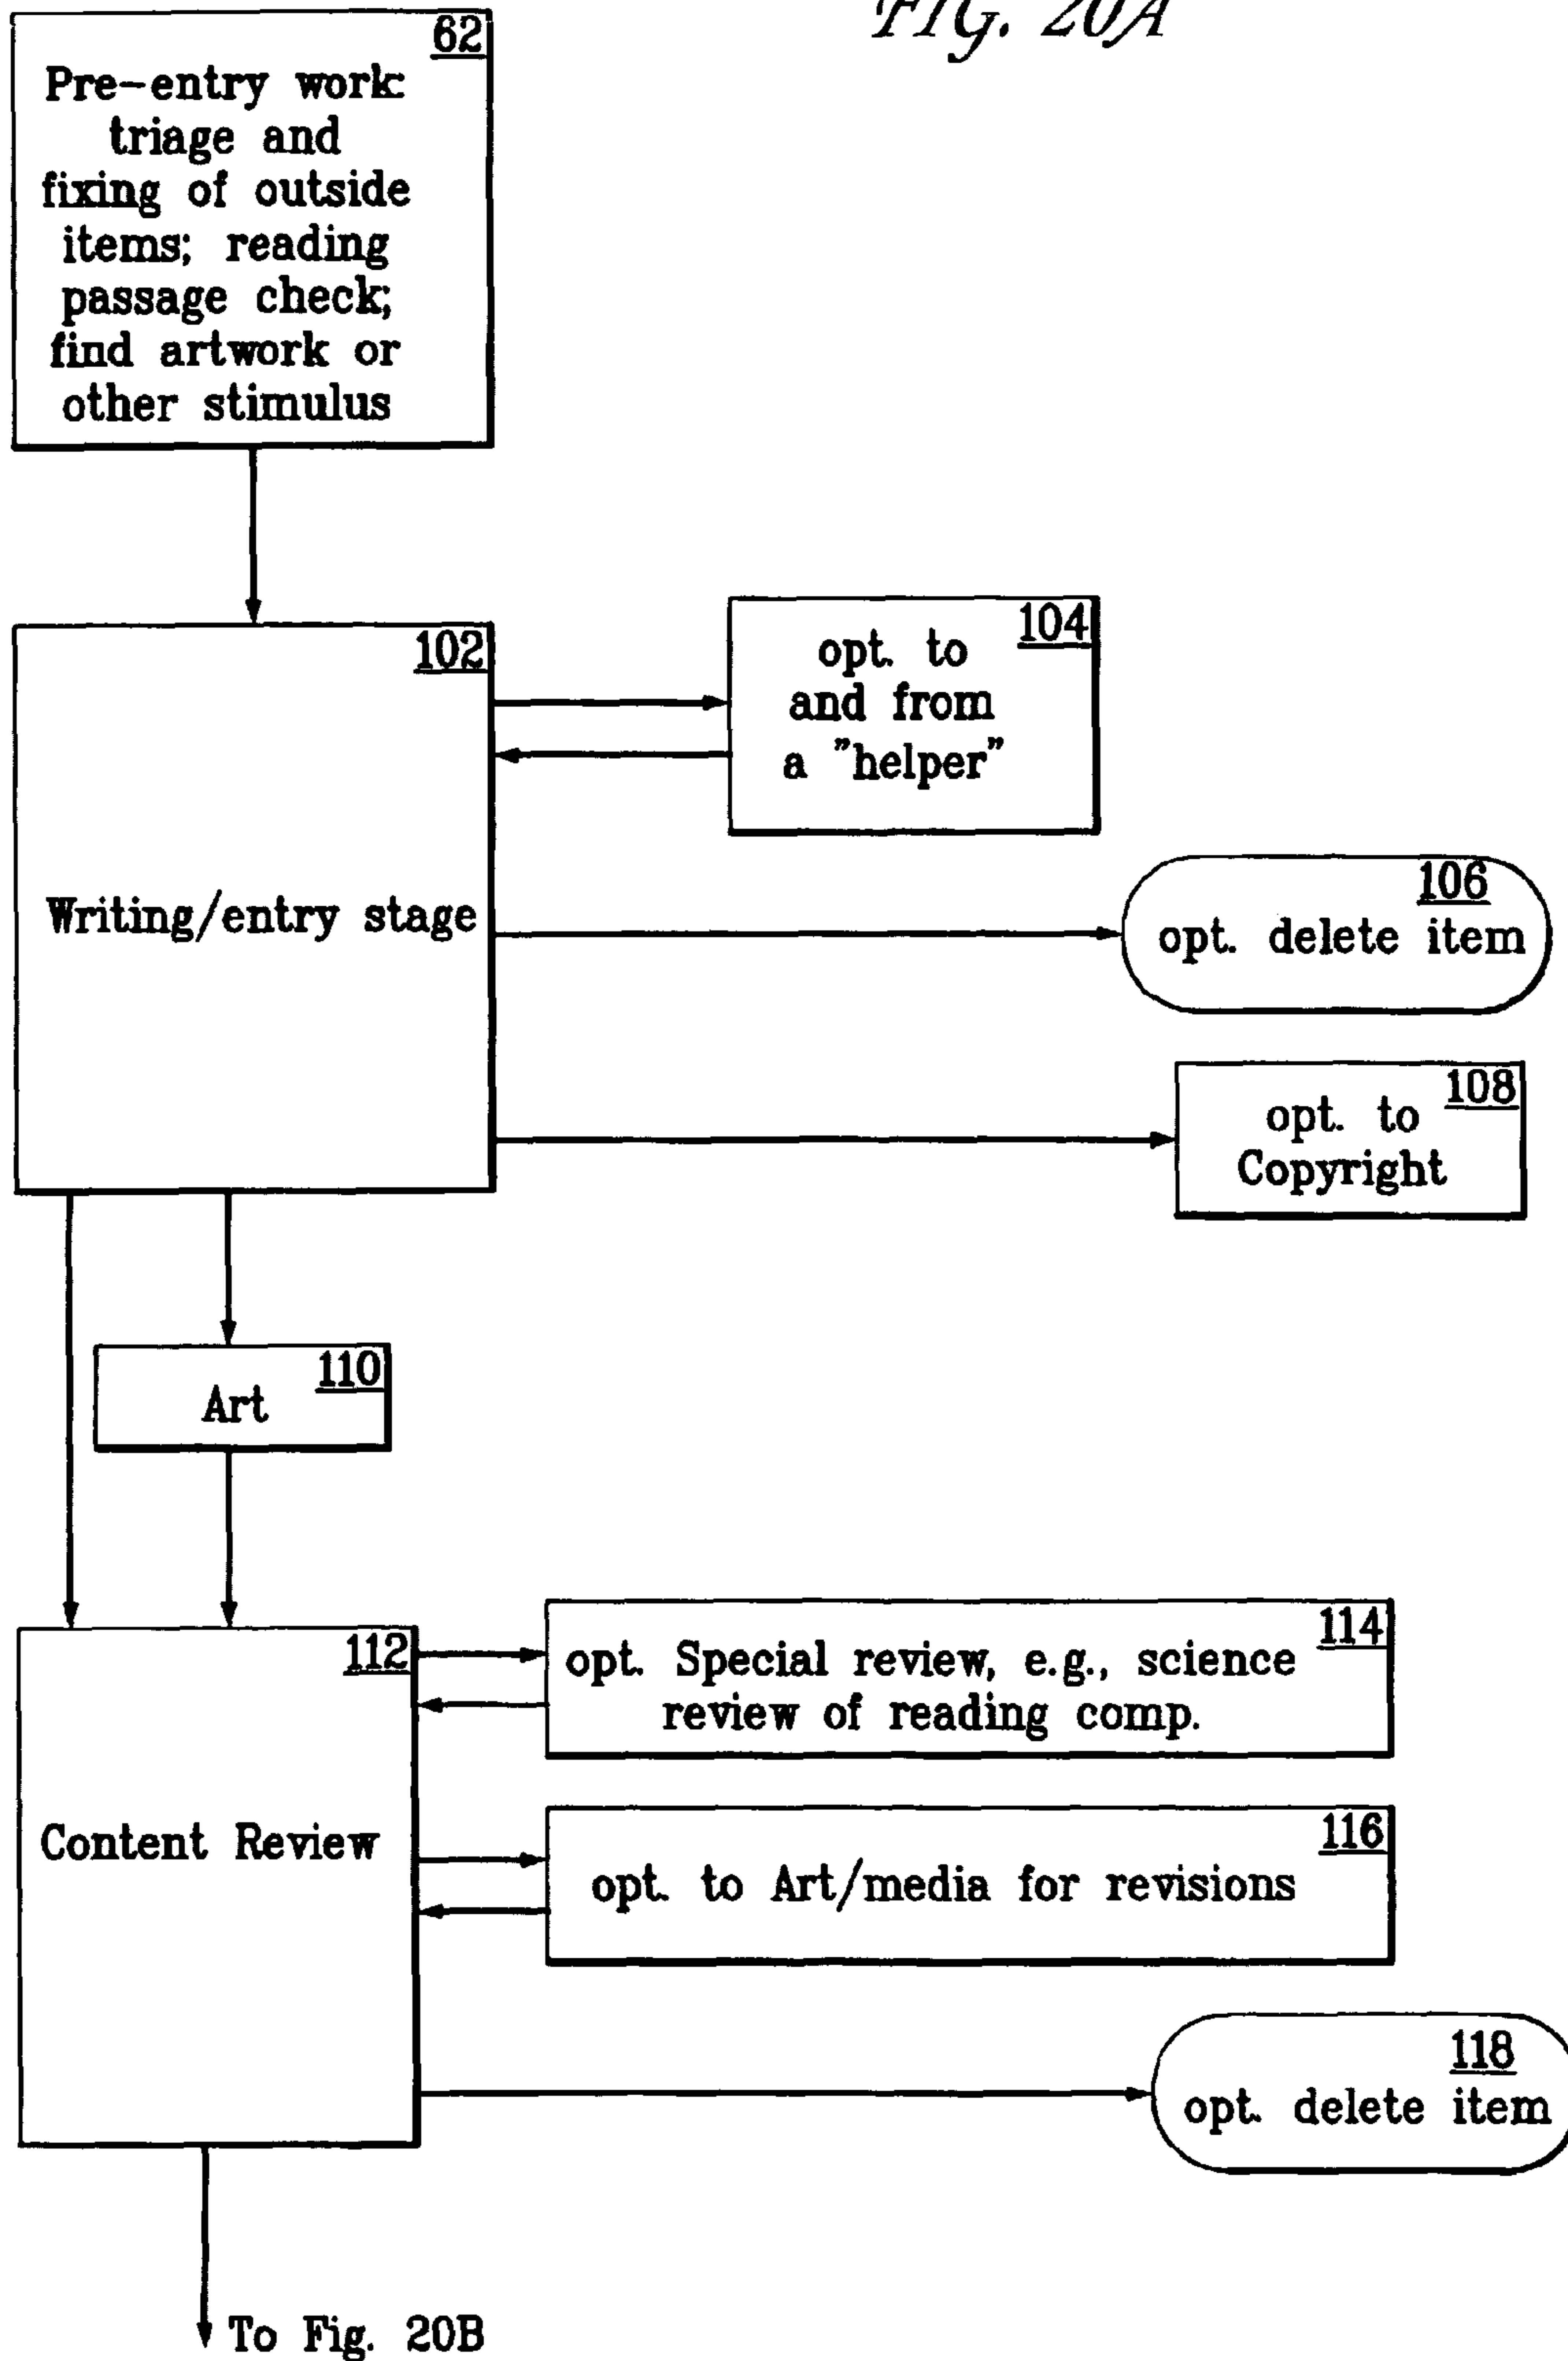 FIG. 20A
62
Pre-entry work:
triage and
fixing of outside
items; reading
passage check;
find artwork or
other stimulus
102
Writing/entry stage
104
opt. to
and from
a "helper"
106
opt. delete item
108
opt. to
Copyright
110
Art
112
Content Review
114
opt. Special review, e.g., science
review of reading comp.
116
opt. to Art/media for revisions
118
opt. delete item
To Fig. 20B